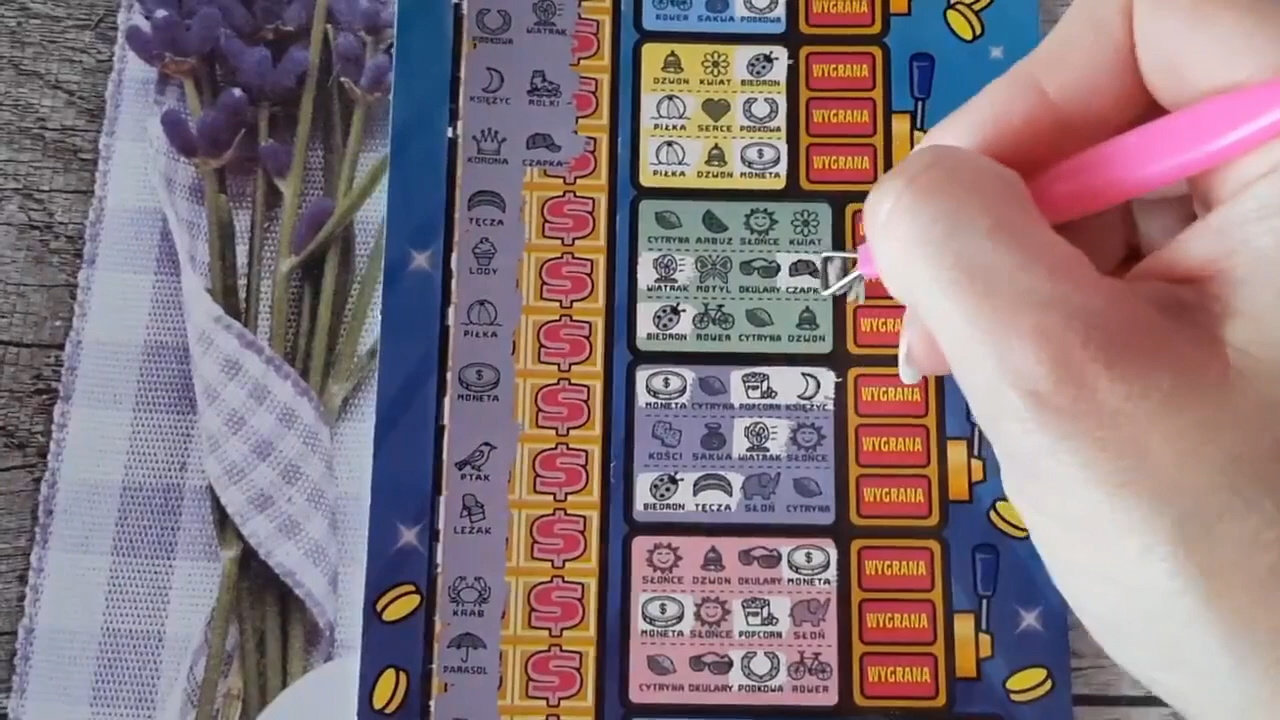 PODKOWA WIATRAK
KSIĘŻYC ROLKI
KORONA CZAPKA
TĘCZA
LODY
PIŁKA
MONETA
PTAK
LEŻAK
KRAB
PARASOL
ROWER SAKWA PODKOWA WYGRANA
DZWON KWIAT BIEDRON WYGRANA
PIŁKA SERCE PODKOWA WYGRANA
PIŁKA DZWON MONETA WYGRANA
CYTRYNA ARBUZ SŁOŃCE KWIAT
WIATRAK MOTYL OKULARY CZAPK
BIEDRON ROWER CYTRYNA DZWON WYGRA
MONETA CYTRYNA POPCORN KSIĘŻYC WYGRANA
KOŚCI SAKWA WIATRAK SŁOŃCE WYGRANA
BIEDRON TĘCZA SŁOŃ CYTRYNA WYGRANA
SŁOŃCE DZWON OKULARY MONETA WYGRANA
MONETA SŁOŃCE POPCORN SŁOŃ WYGRANA
CYTRYNA OKULARY PODKOWA ROWER WYGRANA